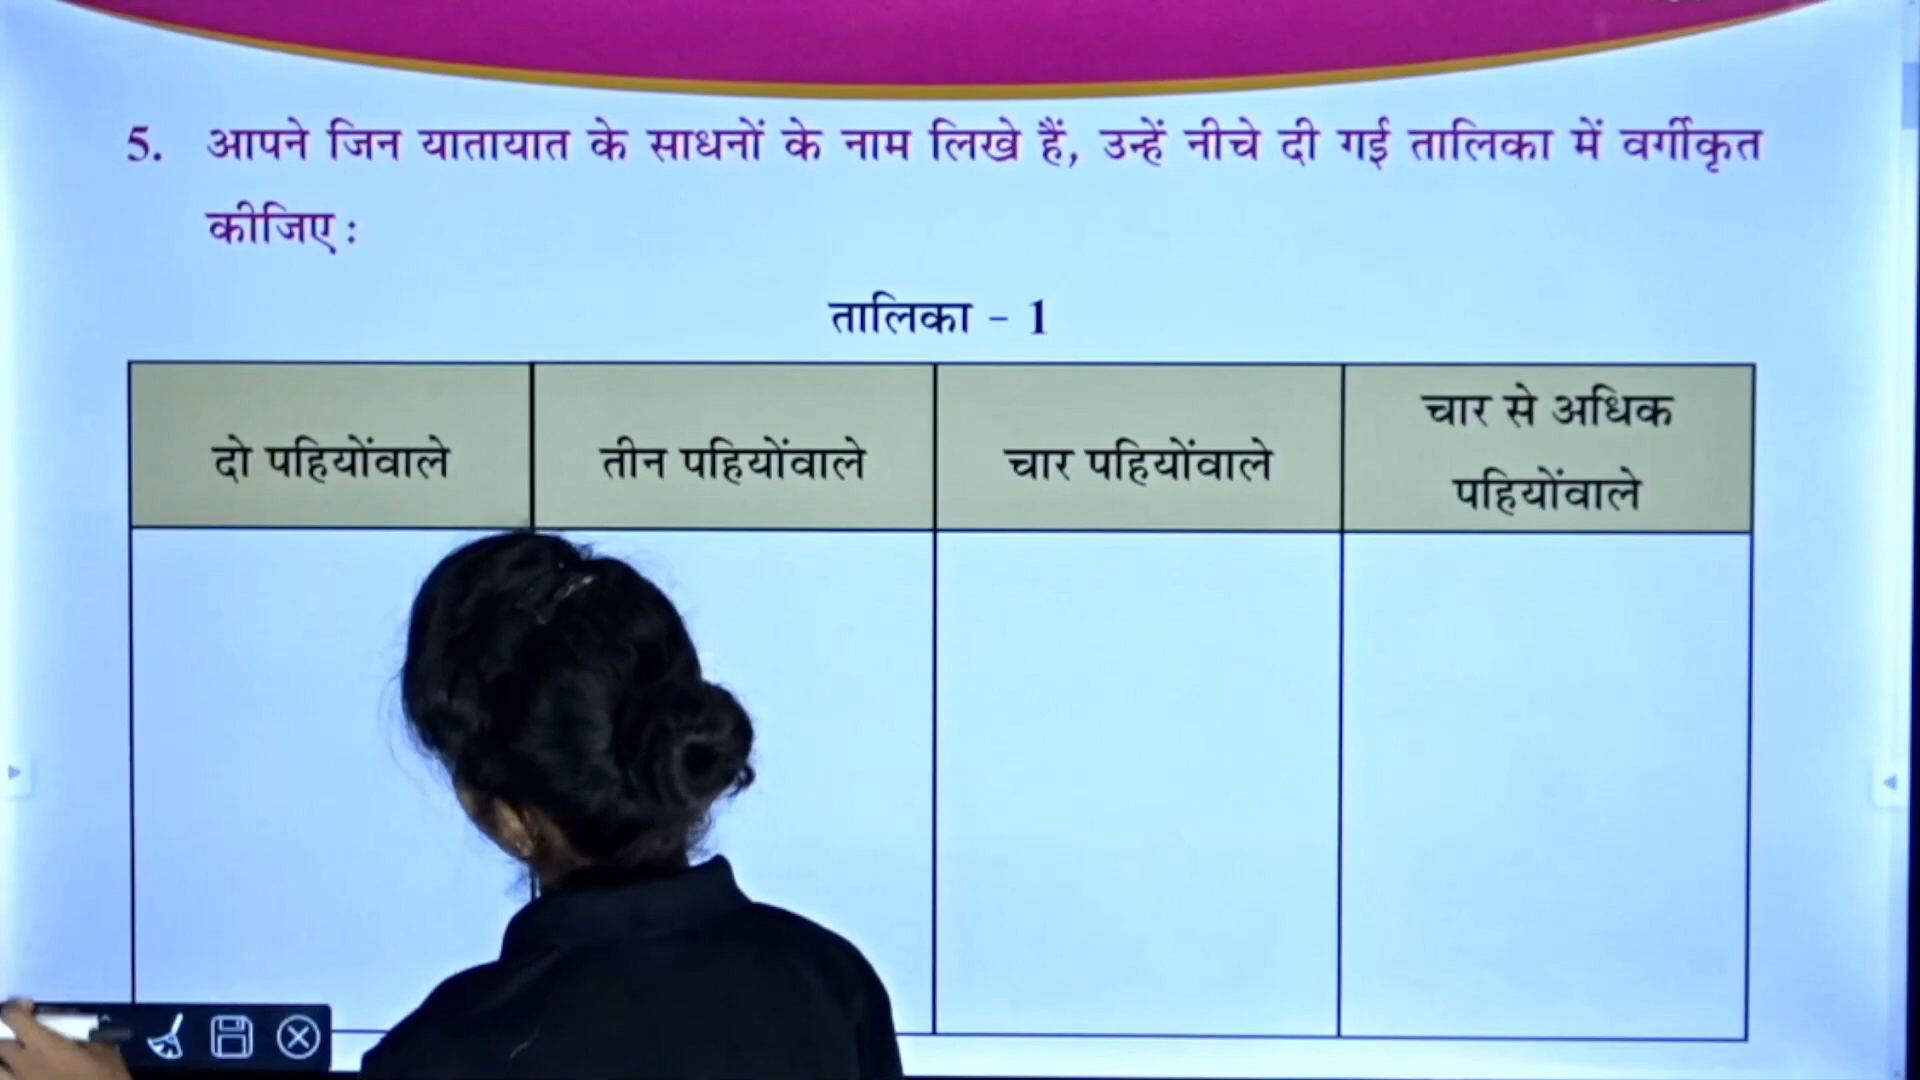 5. आपने जिन यातायात के साधनों के नाम लिखे हैं, उन्हें नीचे दी गई तालिका में वर्गीकृत
कीजिए :
तालिका - 1
दो पहियोंवाले
तीन पहियोंवाले
चार पहियोंवाले
चार से अधिक
पहियोंवाले